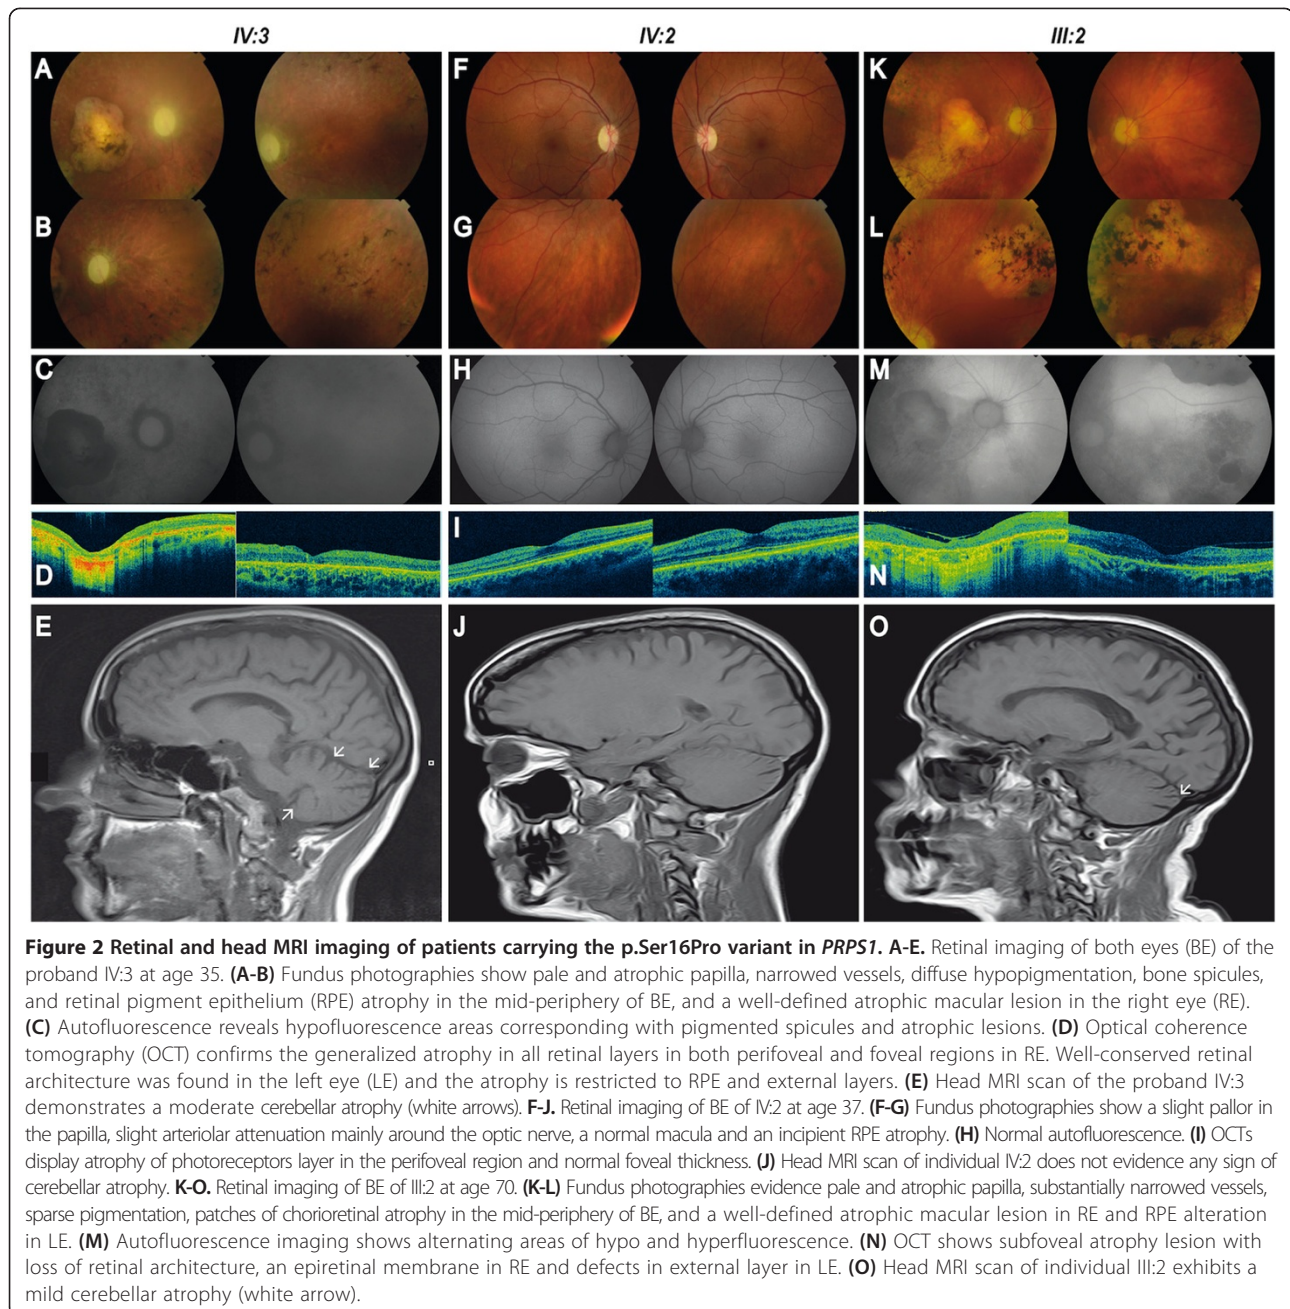 IV:3 IV:2 III:2
A F K
B G L
C H M
D I N
E J O
Figure 2 Retinal and head MRI imaging of patients carrying the p.Ser16Pro variant in PRPS1. A-E. Retinal imaging of both eyes (BE) of the
proband IV:3 at age 35. (A-B) Fundus photographies show pale and atrophic papilla, narrowed vessels, diffuse hypopigmentation, bone spicules,
and retinal pigment epithelium (RPE) atrophy in the mid-periphery of BE, and a well-defined atrophic macular lesion in the right eye (RE).
(C) Autofluorescence reveals hypofluorescence areas corresponding with pigmented spicules and atrophic lesions. (D) Optical coherence
tomography (OCT) confirms the generalized atrophy in all retinal layers in both perifoveal and foveal regions in RE. Well-conserved retinal
architecture was found in the left eye (LE) and the atrophy is restricted to RPE and external layers. (E) Head MRI scan of the proband IV:3
demonstrates a moderate cerebellar atrophy (white arrows). F-J. Retinal imaging of BE of IV:2 at age 37. (F-G) Fundus photographies show a slight pallor in
the papilla, slight arteriolar attenuation mainly around the optic nerve, a normal macula and an incipient RPE atrophy. (H) Normal autofluorescence. (I) OCTs
display atrophy of photoreceptors layer in the perifoveal region and normal foveal thickness. (J) Head MRI scan of individual IV:2 does not evidence any sign of
cerebellar atrophy. K-O. Retinal imaging of BE of III:2 at age 70. (K-L) Fundus photographies evidence pale and atrophic papilla, substantially narrowed vessels,
sparse pigmentation, patches of chorioretinal atrophy in the mid-periphery of BE, and a well-defined atrophic macular lesion in RE and RPE alteration
in LE. (M) Autofluorescence imaging shows alternating areas of hypo and hyperfluorescence. (N) OCT shows subfoveal atrophy lesion with
loss of retinal architecture, an epiretinal membrane in RE and defects in external layer in LE. (O) Head MRI scan of individual III:2 exhibits a
mild cerebellar atrophy (white arrow).